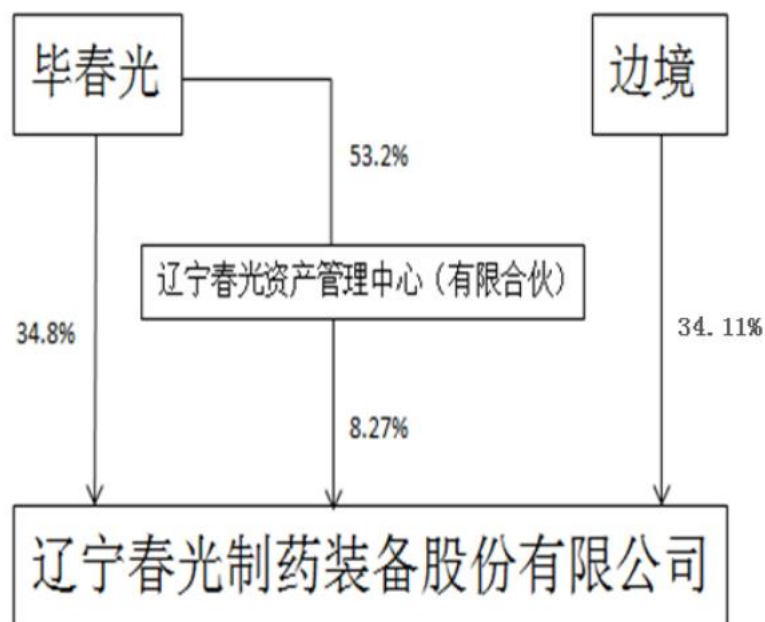 毕春光
边境
53.2%
辽宁春光资产管理中心（有限合伙）
34.8%
34.11%
8.27%
辽宁春光制药装备股份有限公司